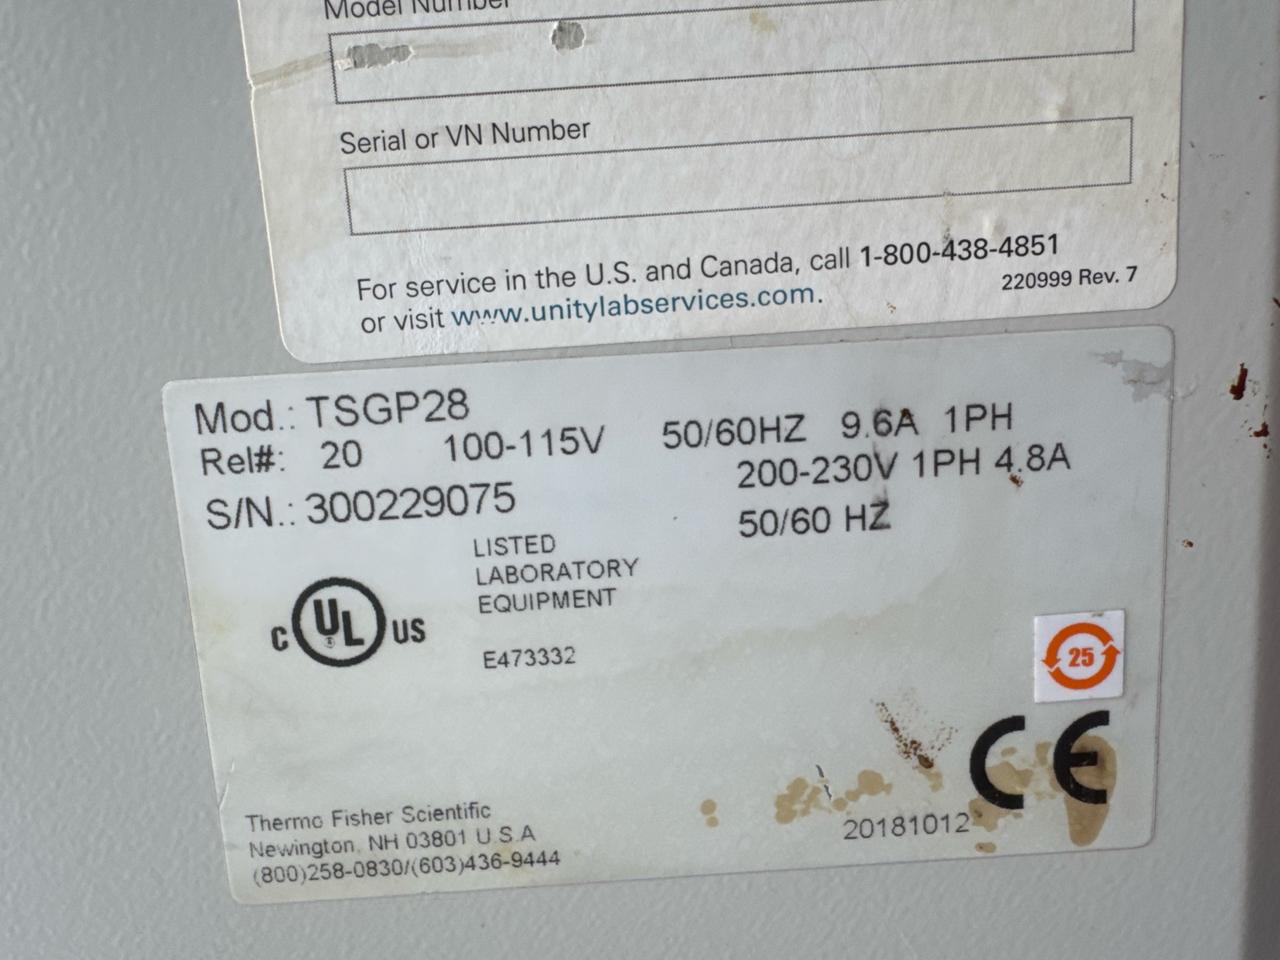 Model Number
Serial or VN Number
For service in the U.S. and Canada, call 1-800-438-4851
or visit www.unitylabservices.com.
220999 Rev. 7
Mod.: TSGP28
Rel#: 20 100-115V 50/60HZ 9.6A 1PH
200-230V 1PH 4.8A
S/N.: 300229075
50/60 HZ
LISTED
LABORATORY
EQUIPMENT
C UL ® US
E473332
25
CE
Thermo Fisher Scientific
Newington, NH 03801 U.S.A
(800)258-0830/(603)436-9444
20181012